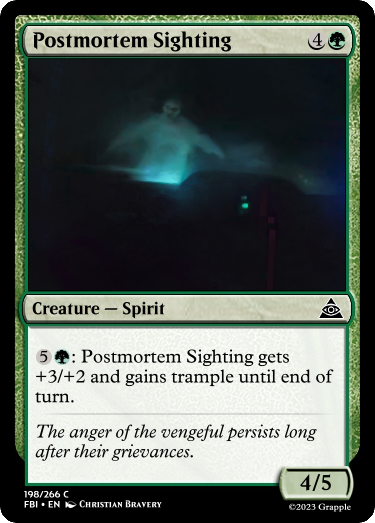 Postmortem Sighting 4
Creature — Spirit
5 : Postmortem Sighting gets
+3/+2 and gains trample until end of
turn.
The anger of the vengeful persists long
after their grievances.
4/5
198/266 C
FBI • EN Christian Bravery
©2023 Grapple